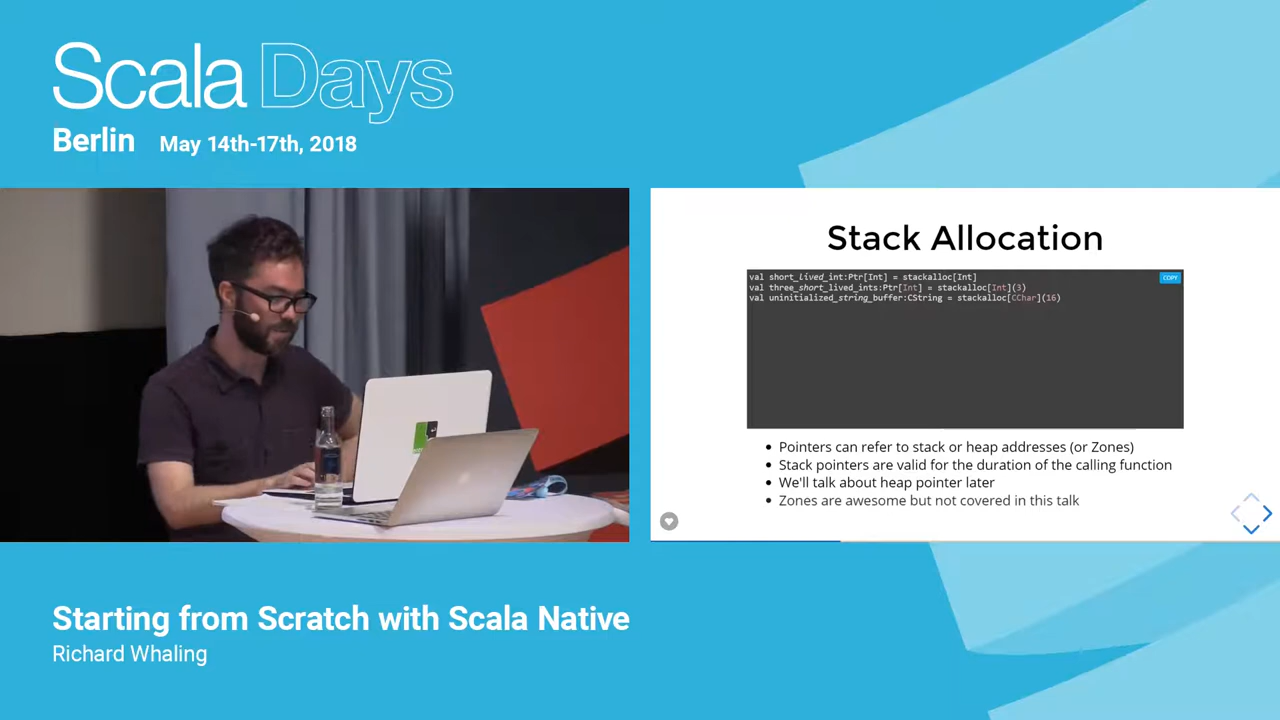 Scala Days
Berlin May 14th-17th, 2018
Stack Allocation
val short_lived_int:Ptr[Int] = stackalloc[Int]
COPY
val three_short_lived_ints:Ptr[Int] = stackalloc[Int](3)
val uninitialized_string_buffer:CString = stackalloc[CChar](16)
• Pointers can refer to stack or heap addresses (or Zones)
• Stack pointers are valid for the duration of the calling function
• We'll talk about heap pointer later
• Zones are awesome but not covered in this talk
Starting from Scratch with Scala Native
Richard Whaling